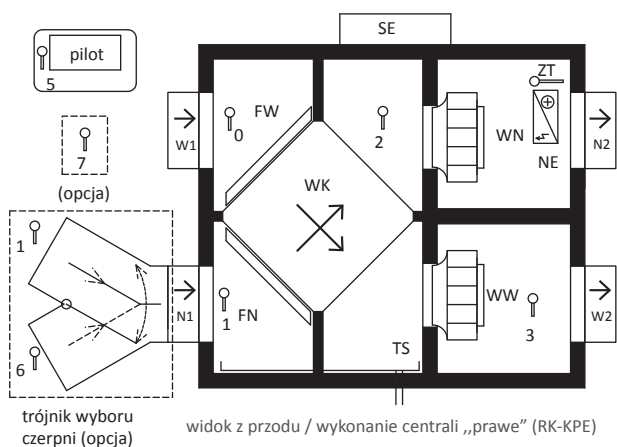 SE
pilot
5
ZT
W1
0
FW
2
WN
NE
N2
7
(opcja)
WK
1
N1
1
FN
WW
3
W2
6
TS
trójnik wyboru
czerpni (opcja)
widok z przodu / wykonanie centrali ,,prawe” (RK-KPE)